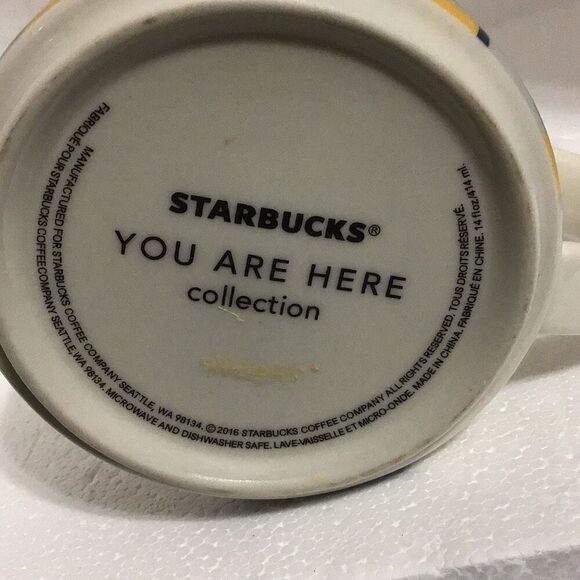 STARBUCKS®
YOU ARE HERE
collection
MANUFACTURED FOR STARBUCKS COFFEE COMPANY SEATTLE, WA 98134. ©2016 STARBUCKS COFFEE COMPANY ALL RIGHTS RESERVED. TOUS DROITS RÉSERVÉ.
FABRIQUÉ POUR STARBUCKS COFFEE COMPANY SEATTLE, WA 98134. MICROWAVE AND DISHWASHER SAFE. LAVE-VAISSELLE ET MICRO-ONDE. MADE IN CHINA. FABRIQUÉ EN CHINE. 14 fl oz/414 ml.